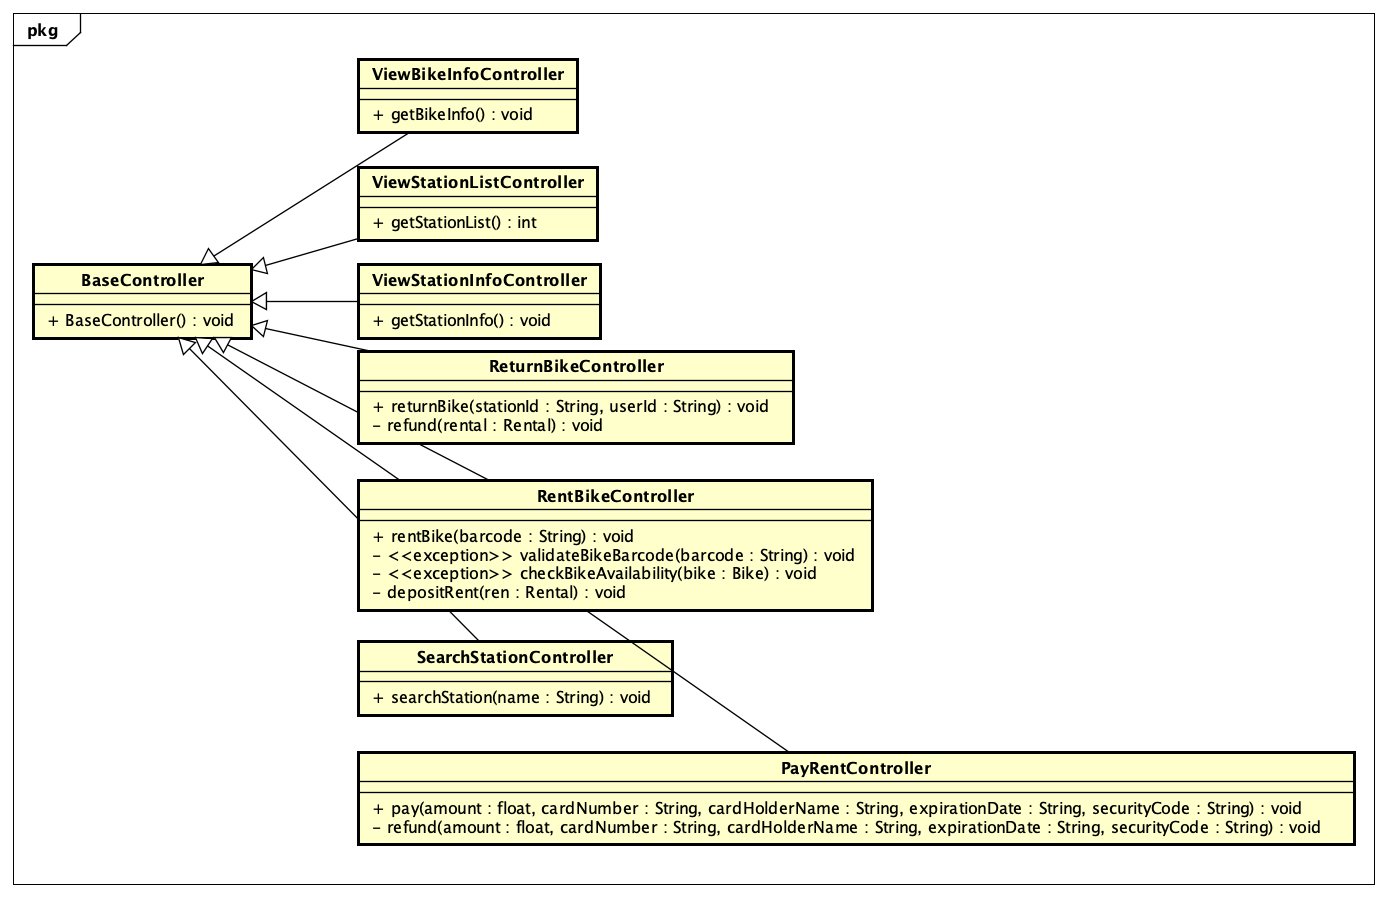 pkg
ViewBikeInfoController
+ getBikeInfo() : void
ViewStationListController
+ getStationList() : int
BaseController
+ BaseController() : void
ViewStationInfoController
+ getStationInfo() : void
ReturnBikeController
+ returnBike(stationId : String, userId : String) : void
- refund(rental : Rental) : void
RentBikeController
+ rentBike(barcode : String) : void
- <<exception>> validateBikeBarcode(barcode : String) : void
- <<exception>> checkBikeAvailability(bike : Bike) : void
- depositRent(ren : Rental) : void
SearchStationController
+ searchStation(name : String) : void
PayRentController
+ pay(amount : float, cardNumber : String, cardHolderName : String, expirationDate : String, securityCode : String) : void
- refund(amount : float, cardNumber : String, cardHolderName : String, expirationDate : String, securityCode : String) : void